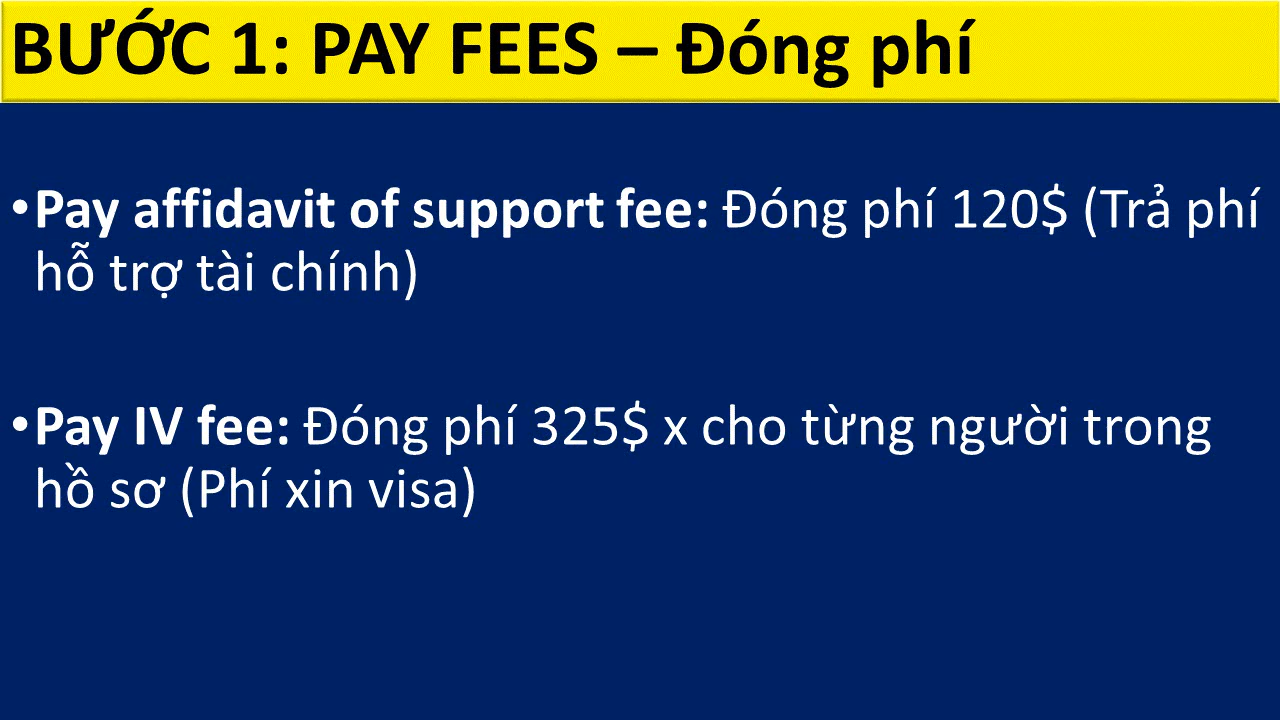 BƯỚC 1: PAY FEES – Đóng phí
•Pay affidavit of support fee: Đóng phí 120$ (Trả phí
hỗ trợ tài chính)
•Pay IV fee: Đóng phí 325$ x cho từng người trong
hồ sơ (Phí xin visa)